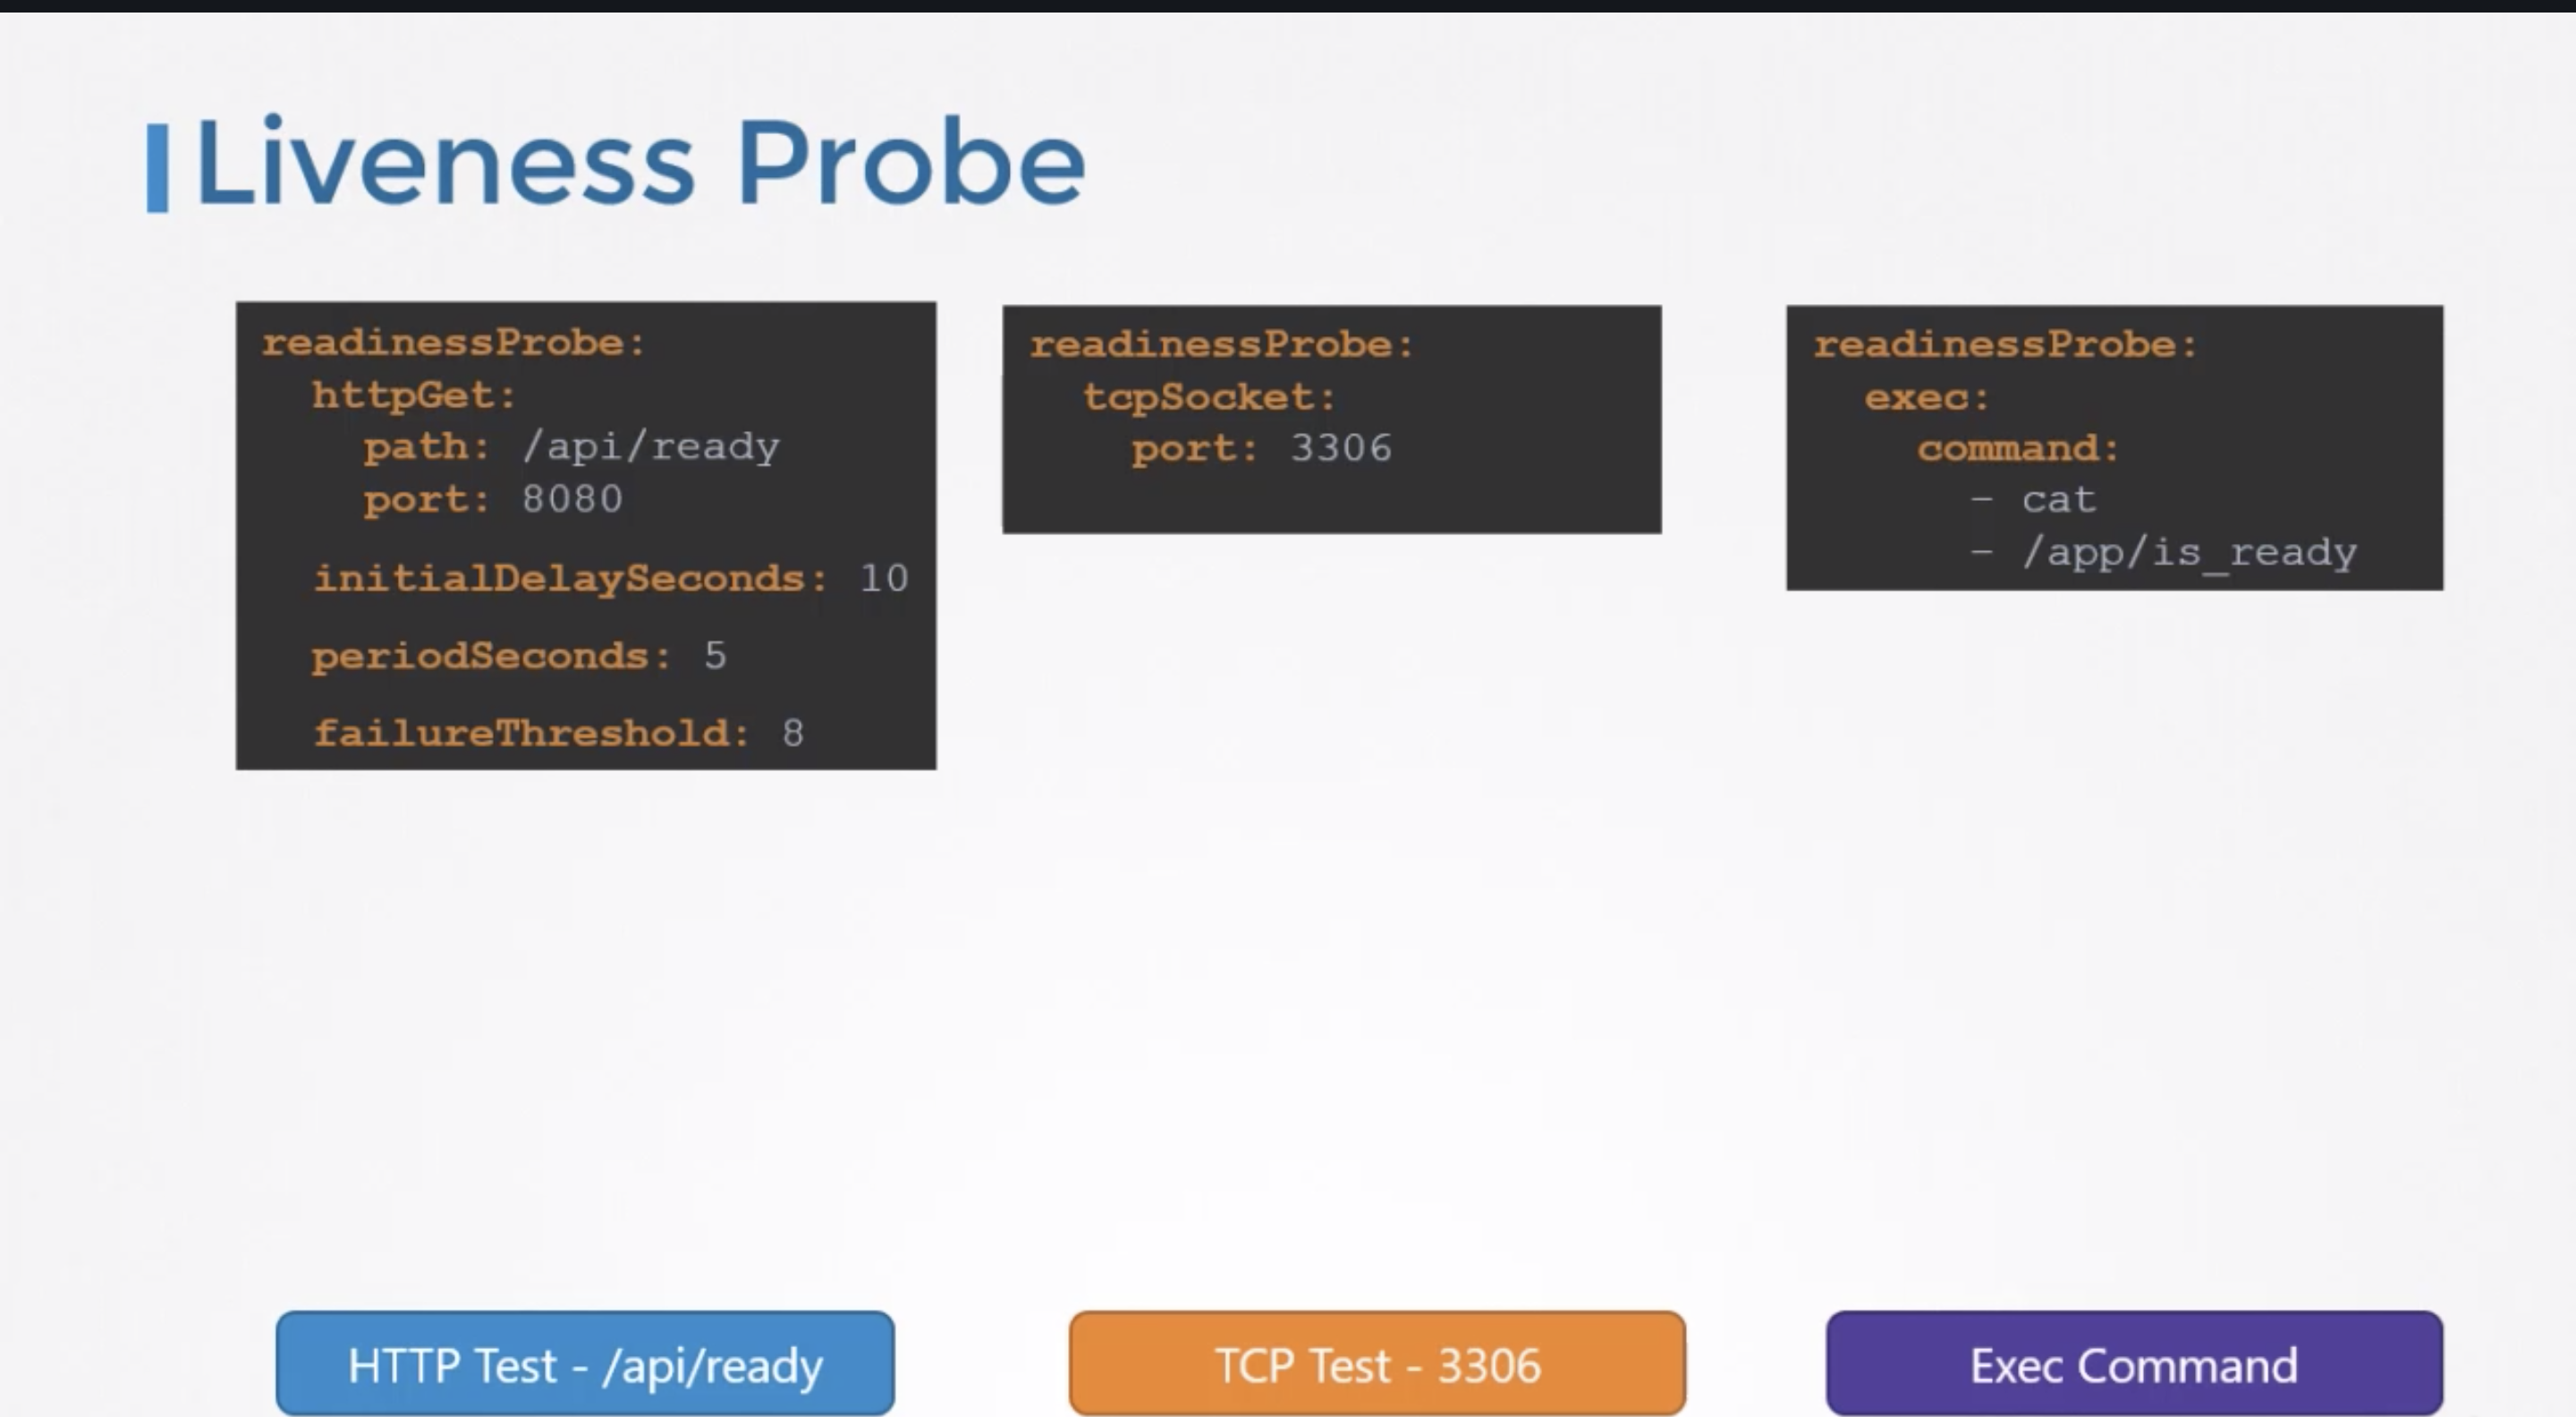 Liveness Probe
readinessProbe:
httpGet:
path: /api/ready
port: 8080
initialDelaySeconds: 10
periodSeconds: 5
failureThreshold: 8
readinessProbe:
tcpSocket:
port: 3306
readinessProbe:
exec:
command:
- cat
- /app/is_ready
HTTP Test - /api/ready
TCP Test - 3306
Exec Command